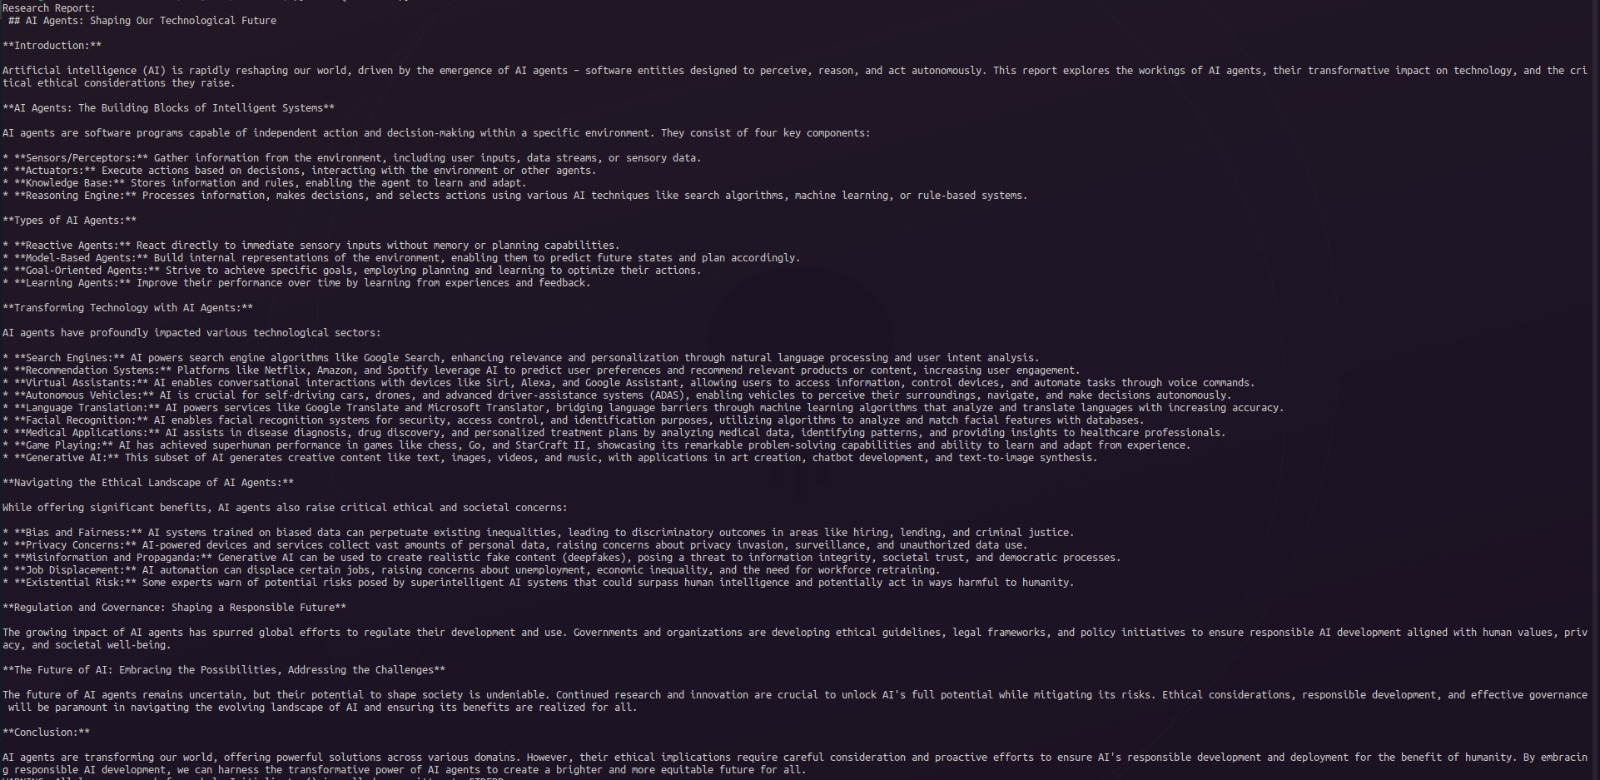 Research Report:
 ## AI Agents: Shaping Our Technological Future
**Introduction:**
Artificial intelligence (AI) is rapidly reshaping our world, driven by the emergence of AI agents – software entities designed to perceive, reason, and act autonomously. This report explores the workings of AI agents, their transformative impact on technology, and the cri
tical ethical considerations they raise.
**AI Agents: The Building Blocks of Intelligent Systems**
AI agents are software programs capable of independent action and decision-making within a specific environment. They consist of four key components:
* **Sensors/Perceptors:** Gather information from the environment, including user inputs, data streams, or sensory data.
* **Actuators:** Execute actions based on decisions, interacting with the environment or other agents.
* **Knowledge Base:** Stores information and rules, enabling the agent to learn and adapt.
* **Reasoning Engine:** Processes information, makes decisions, and selects actions using various AI techniques like search algorithms, machine learning, or rule-based systems.
**Types of AI Agents:**
* **Reactive Agents:** React directly to immediate sensory inputs without memory or planning capabilities.
* **Model-Based Agents:** Build internal representations of the environment, enabling them to predict future states and plan accordingly.
* **Goal-Oriented Agents:** Strive to achieve specific goals, employing planning and learning to optimize their actions.
* **Learning Agents:** Improve their performance over time by learning from experiences and feedback.
**Transforming Technology with AI Agents:**
AI agents have profoundly impacted various technological sectors:
* **Search Engines:** AI powers search engine algorithms like Google Search, enhancing relevance and personalization through natural language processing and user intent analysis.
* **Recommendation Systems:** Platforms like Netflix, Amazon, and Spotify leverage AI to predict user preferences and recommend relevant products or content, increasing user engagement.
* **Virtual Assistants:** AI enables conversational interactions with devices like Siri, Alexa, and Google Assistant, allowing users to access information, control devices, and automate tasks through voice commands.
* **Autonomous Vehicles:** AI is crucial for self-driving cars, drones, and advanced driver-assistance systems (ADAS), enabling vehicles to perceive their surroundings, navigate, and make decisions autonomously.
* **Language Translation:** AI powers services like Google Translate and Microsoft Translator, bridging language barriers through machine learning algorithms that analyze and translate languages with increasing accuracy.
* **Facial Recognition:** AI enables facial recognition systems for security, access control, and identification purposes, utilizing algorithms to analyze and match facial features with databases.
* **Medical Applications:** AI assists in disease diagnosis, drug discovery, and personalized treatment plans by analyzing medical data, identifying patterns, and providing insights to healthcare professionals.
* **Game Playing:** AI has achieved superhuman performance in games like chess, Go, and StarCraft II, showcasing its remarkable problem-solving capabilities and ability to learn and adapt from experience.
* **Generative AI:** This subset of AI generates creative content like text, images, videos, and music, with applications in art creation, chatbot development, and text-to-image synthesis.
**Navigating the Ethical Landscape of AI Agents:**
While offering significant benefits, AI agents also raise critical ethical and societal concerns:
* **Bias and Fairness:** AI systems trained on biased data can perpetuate existing inequalities, leading to discriminatory outcomes in areas like hiring, lending, and criminal justice.
* **Privacy Concerns:** AI-powered devices and services collect vast amounts of personal data, raising concerns about privacy invasion, surveillance, and unauthorized data use.
* **Misinformation and Propaganda:** Generative AI can be used to create realistic fake content (deepfakes), posing a threat to information integrity, societal trust, and democratic processes.
* **Job Displacement:** AI automation can displace certain jobs, raising concerns about unemployment, economic inequality, and the need for workforce retraining.
* **Existential Risk:** Some experts warn of potential risks posed by superintelligent AI systems that could surpass human intelligence and potentially act in ways harmful to humanity.
**Regulation and Governance: Shaping a Responsible Future**
The growing impact of AI agents has spurred global efforts to regulate their development and use. Governments and organizations are developing ethical guidelines, legal frameworks, and policy initiatives to ensure responsible AI development aligned with human values, priv
acy, and societal well-being.
**The Future of AI: Embracing the Possibilities, Addressing the Challenges**
The future of AI agents remains uncertain, but their potential to shape society is undeniable. Continued research and innovation are crucial to unlock AI's full potential while mitigating its risks. Ethical considerations, responsible development, and effective governance
 will be paramount in navigating the evolving landscape of AI and ensuring its benefits are realized for all.
**Conclusion:**
AI agents are transforming our world, offering powerful solutions across various domains. However, their ethical implications require careful consideration and proactive efforts to ensure AI's responsible development and deployment for the benefit of humanity. By embracin
g responsible AI development, we can harness the transformative power of AI agents to create a brighter and more equitable future for all.